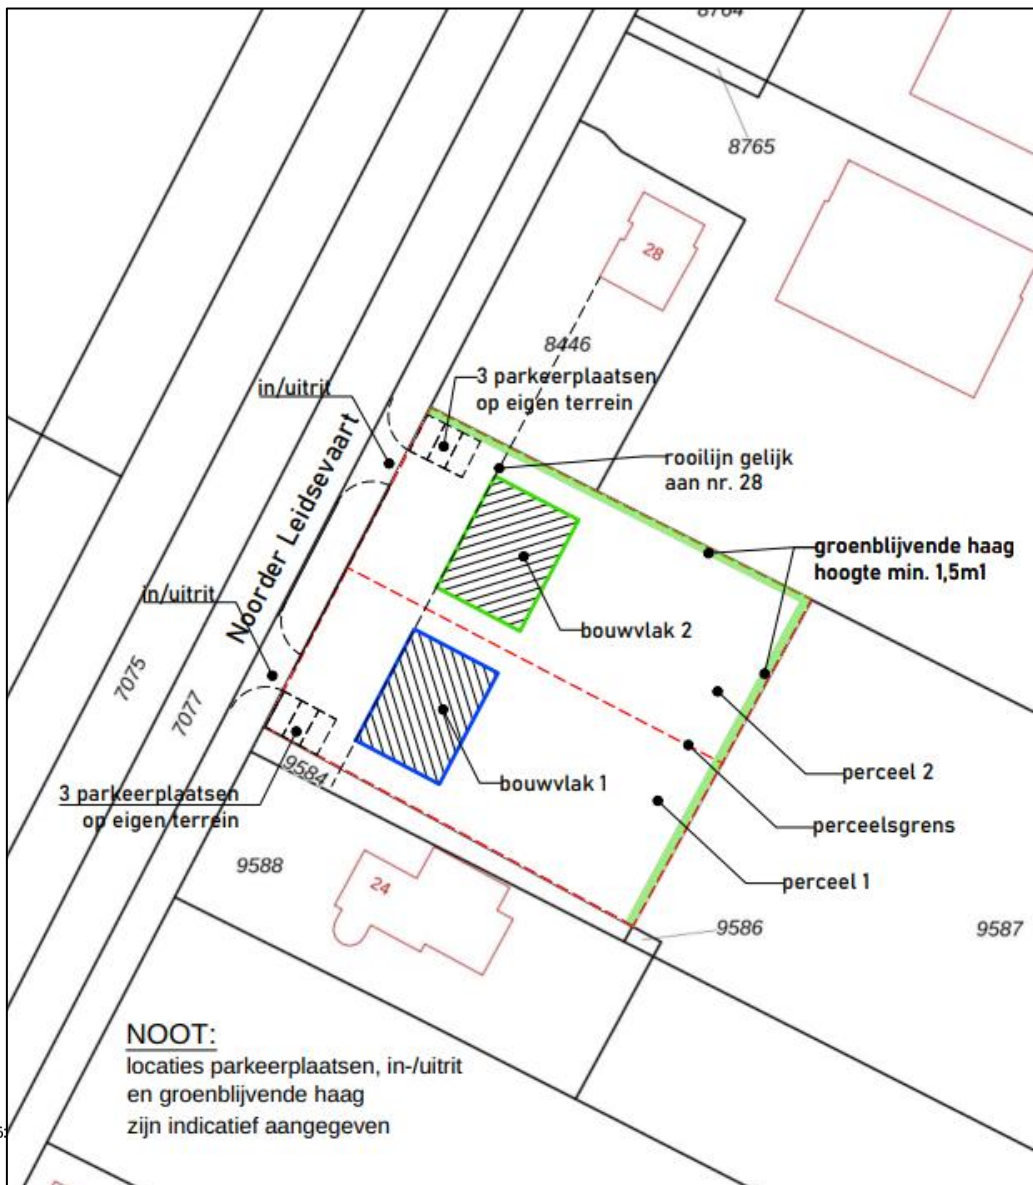 8764
8765
28
8446
in/uitrit
3 parkeerplaatsen
op eigen terrein
Noorder Leidsevaart
rooilijn gelijk
aan nr. 28
groenblijvende haag
hoogte min. 1,5m1
in/uitrit
bouwvlak 2
7075
7077
perceel 2
9584
bouwvlak 1
3 parkeerplaatsen
op eigen terrein
perceelsgrens
9588
24
perceel 1
9586
9587
NOOT:
locaties parkeerplaatsen, in-/uitrit
en groenblijvende haag
zijn indicatief aangegeven